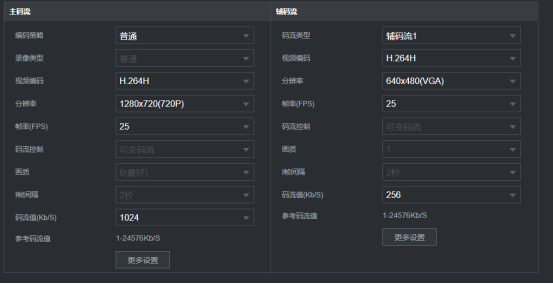 主码流
编码策略 普通
录像类型 普通
视频编码 H.264H
分辨率 1280x720(720P)
帧率(FPS) 25
码流控制 可变码流
画质 6(最好)
I帧间隔 2秒
码流值(Kb/S) 1024
参考码流值 1-24576Kb/S
更多设置
辅码流
码流类型 辅码流1
视频编码 H.264H
分辨率 640x480(VGA)
帧率(FPS) 25
码流控制 可变码流
画质 1
I帧间隔 2秒
码流值(Kb/S) 256
参考码流值 1-24576Kb/S
更多设置